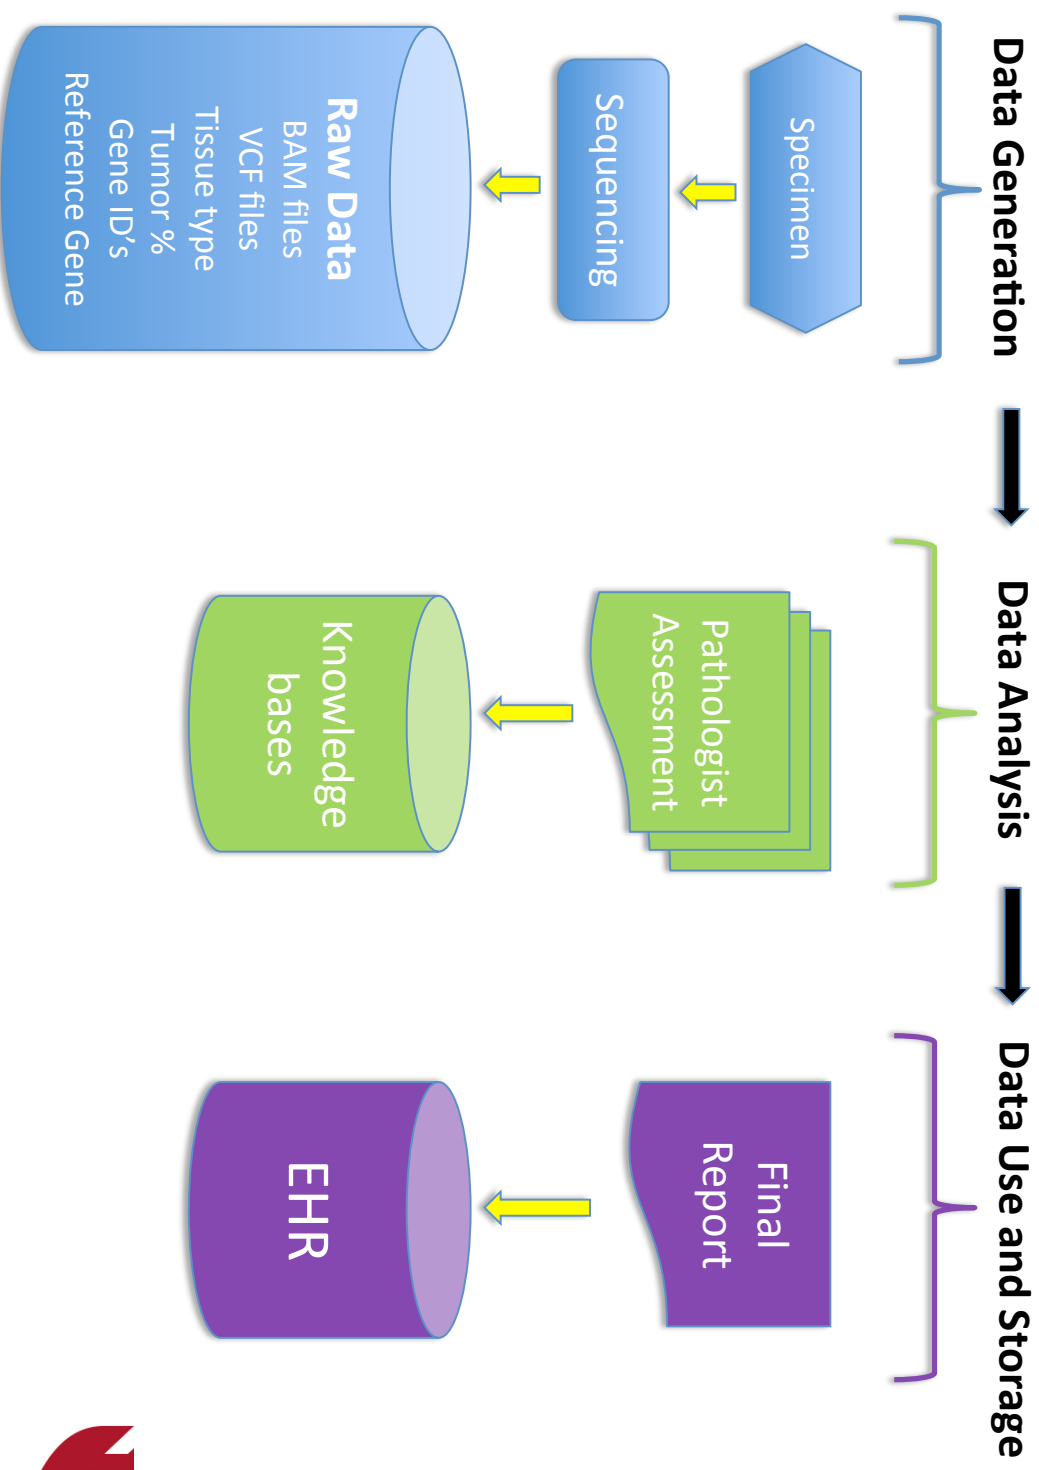 Data Generation
Data Analysis
Data Use and Storage
Specimen
Sequencing
Raw Data
BAM files
VCF files
Tissue type
Tumor %
Gene ID’s
Reference Gene
Pathologist
Assessment
Knowledge
bases
Final
Report
EHR